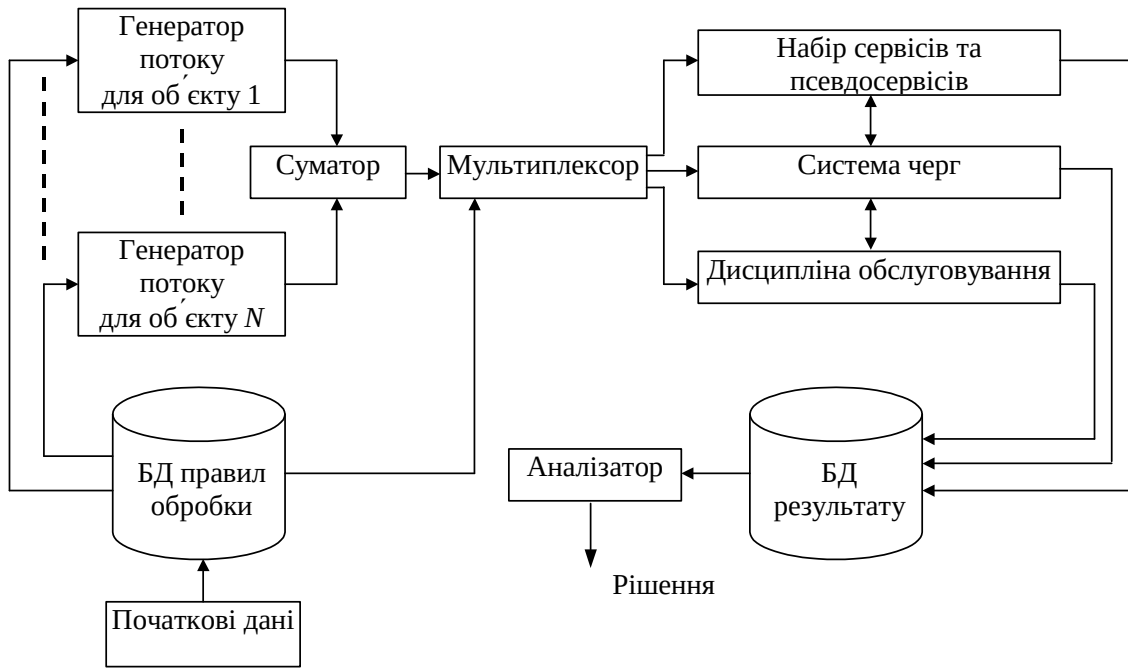 Генератор
потоку
для об´єкту 1
Набір сервісів та
псевдосервісів
Суматор
Мультиплексор
Система черг
Генератор
потоку
для об´єкту N
Дисципліна обслуговування
БД правил
обробки
Аналізатор
БД
результату
Рішення
Початкові дані